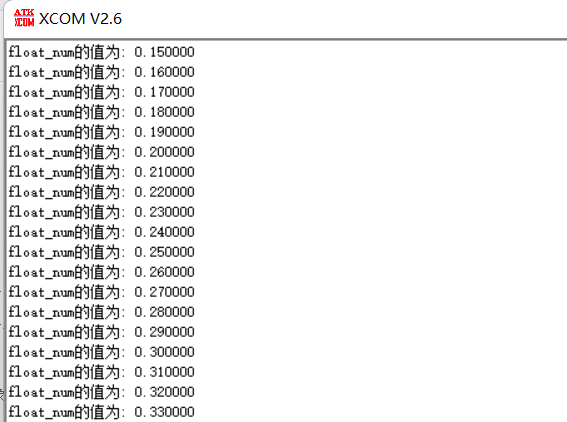 ATK
XCOM
XCOM V2.6
float_num的值为: 0.150000
float_num的值为: 0.160000
float_num的值为: 0.170000
float_num的值为: 0.180000
float_num的值为: 0.190000
float_num的值为: 0.200000
float_num的值为: 0.210000
float_num的值为: 0.220000
float_num的值为: 0.230000
float_num的值为: 0.240000
float_num的值为: 0.250000
float_num的值为: 0.260000
float_num的值为: 0.270000
float_num的值为: 0.280000
float_num的值为: 0.290000
float_num的值为: 0.300000
float_num的值为: 0.310000
float_num的值为: 0.320000
float_num的值为: 0.330000